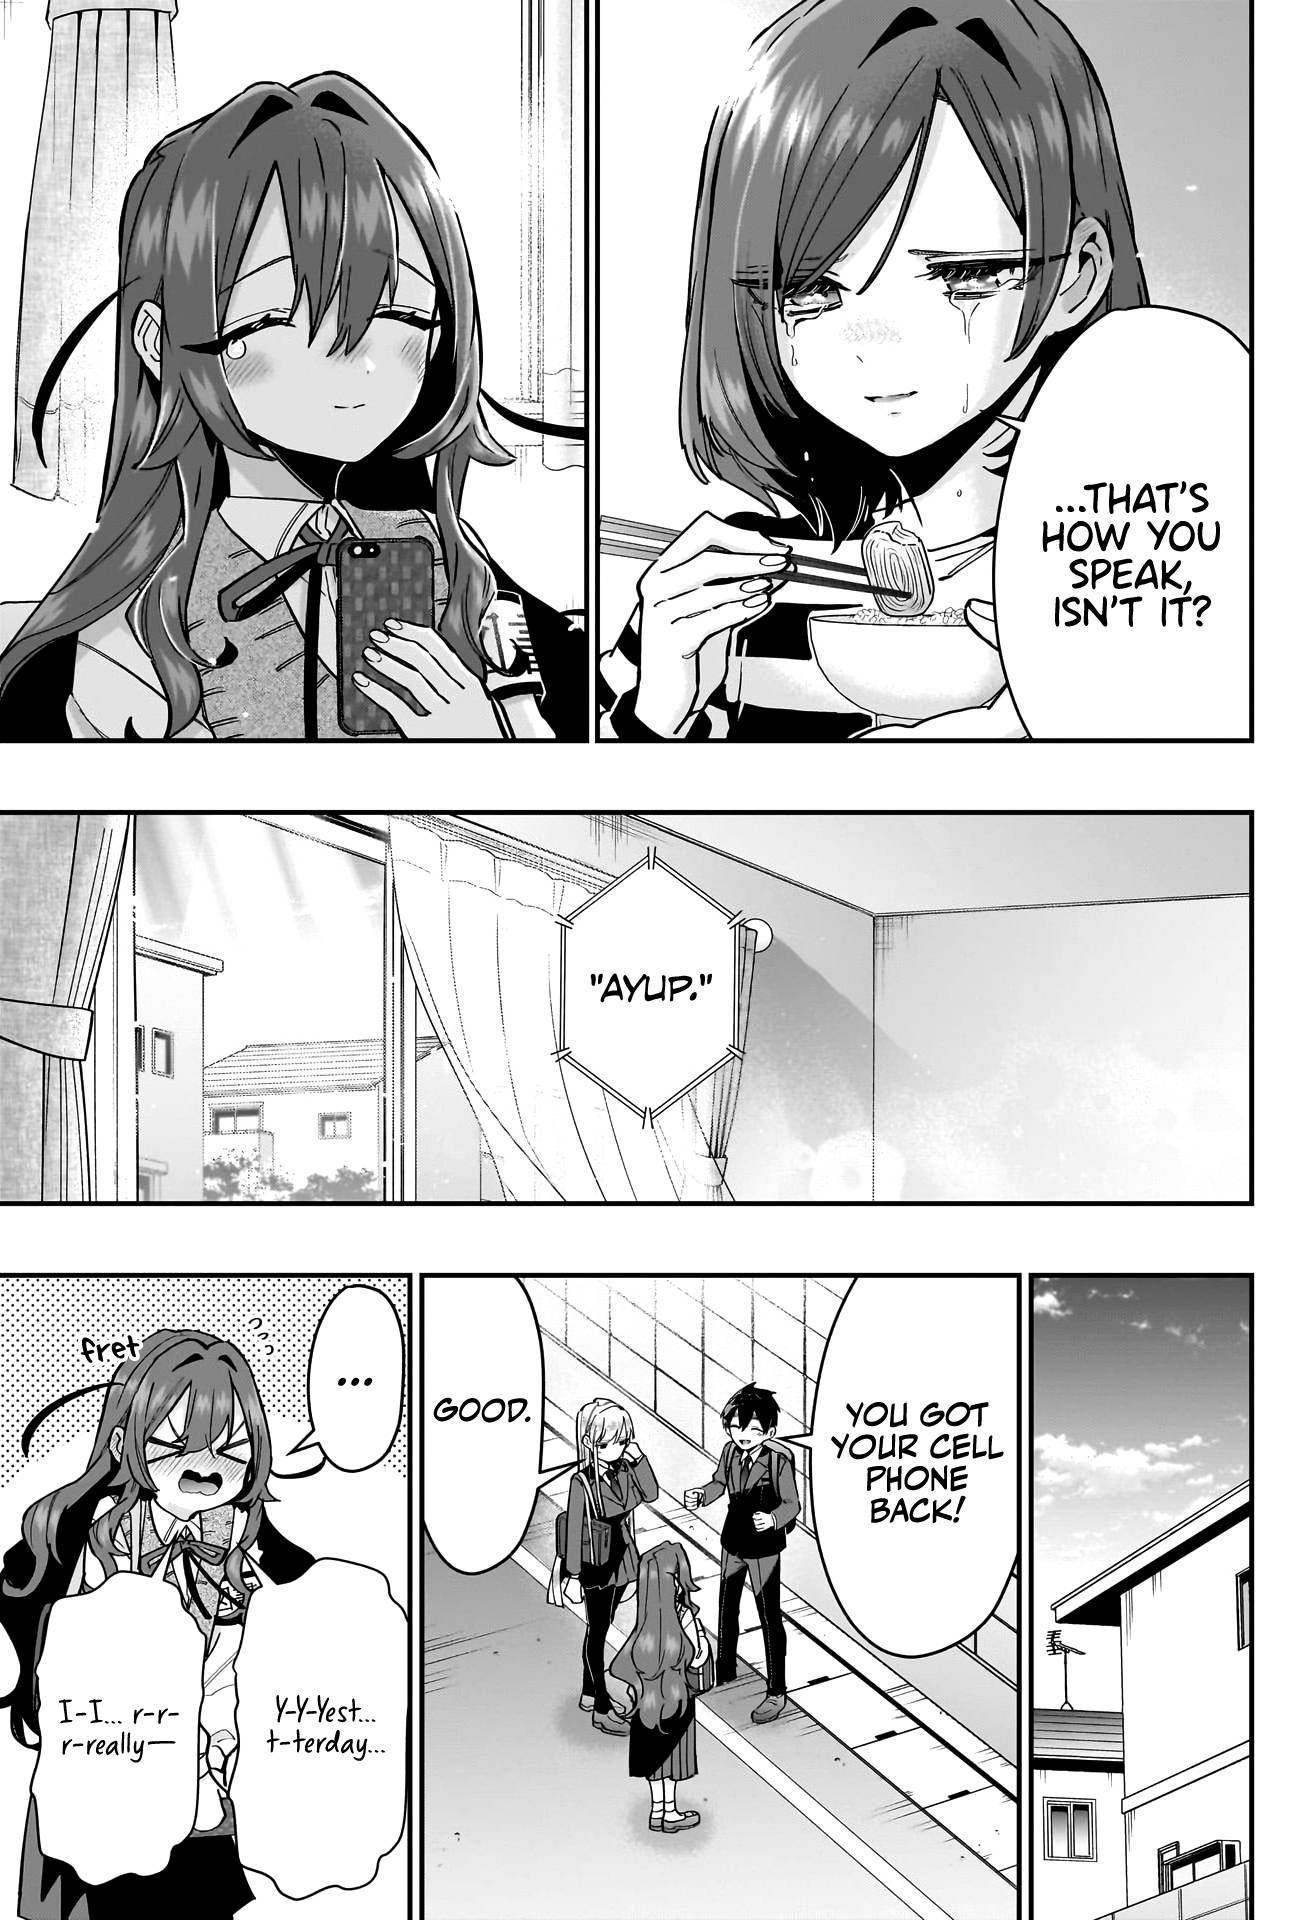 ...THAT'S
HOW YOU
SPEAK,
ISN'T IT?
"AYUP."
YOU GOT
YOUR CELL
PHONE
BACK!
GOOD.
...
fret
Y-Y-Yest...
t-terday...
I-I... r-r-
r-really—